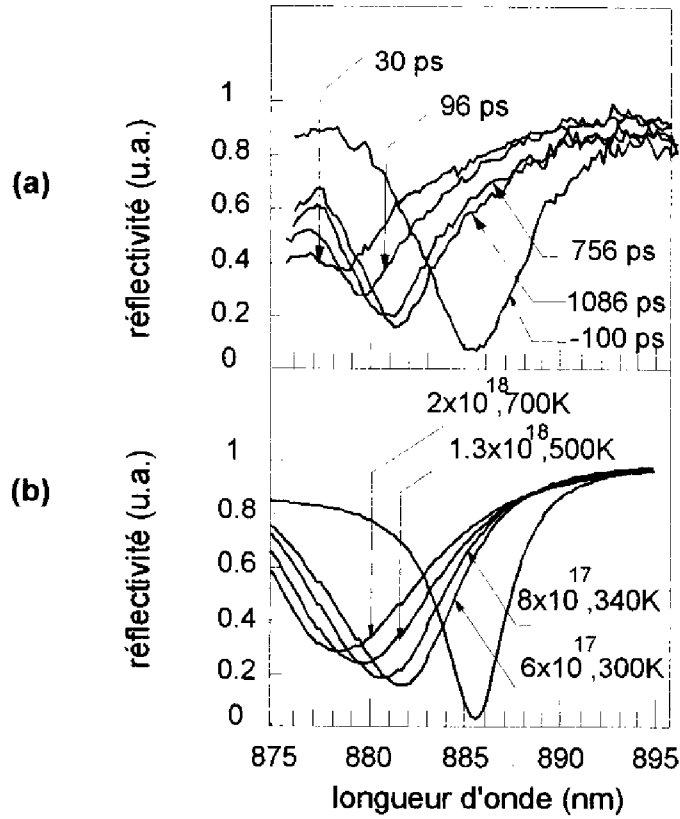 (a)
réflectivité (u.a.)
1
0.8
0.6
0.4
0.2
0
30 ps
96 ps
756 ps
1086 ps
-100 ps
(b)
réflectivité (u.a.)
1
0.8
0.6
0.4
0.2
0
2x10^18,700K
1.3x10^18,500K
8x10^17,340K
6x10^17,300K
875 880 885 890 895
longueur d'onde (nm)